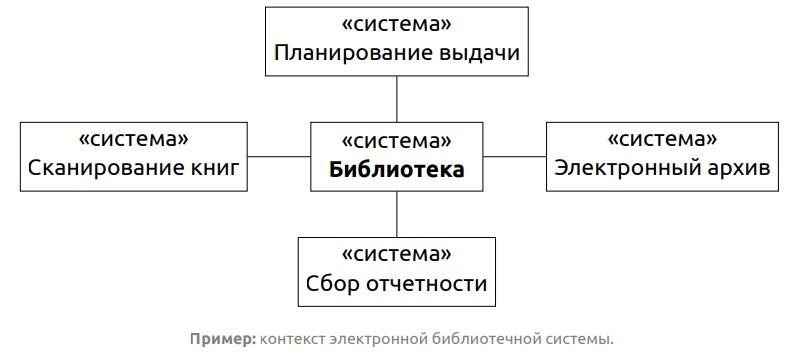 «система»
Планирование выдачи
«система»
Сканирование книг
«система»
Библиотека
«система»
Электронный архив
«система»
Сбор отчетности
Пример: контекст электронной библиотечной системы.